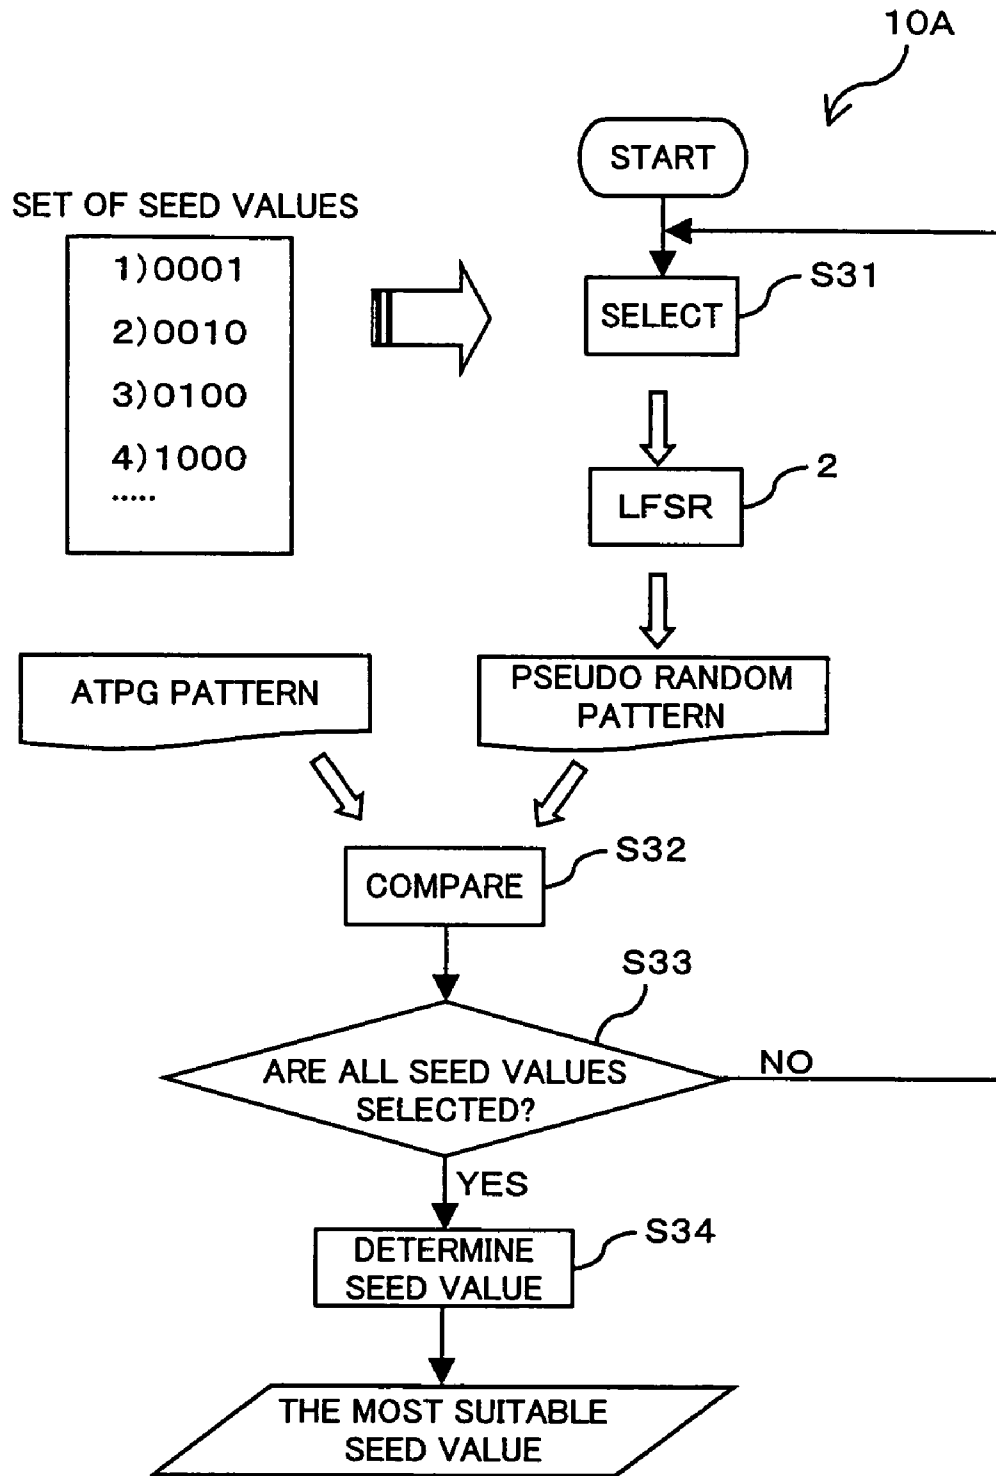 10A
START
SET OF SEED VALUES
1)0001
2)0010
3)0100
4)1000
.....
S31
SELECT
2
LFSR
ATPG PATTERN
PSEUDO RANDOM
PATTERN
S32
COMPARE
S33
ARE ALL SEED VALUES
SELECTED?
NO
YES
S34
DETERMINE
SEED VALUE
THE MOST SUITABLE
SEED VALUE